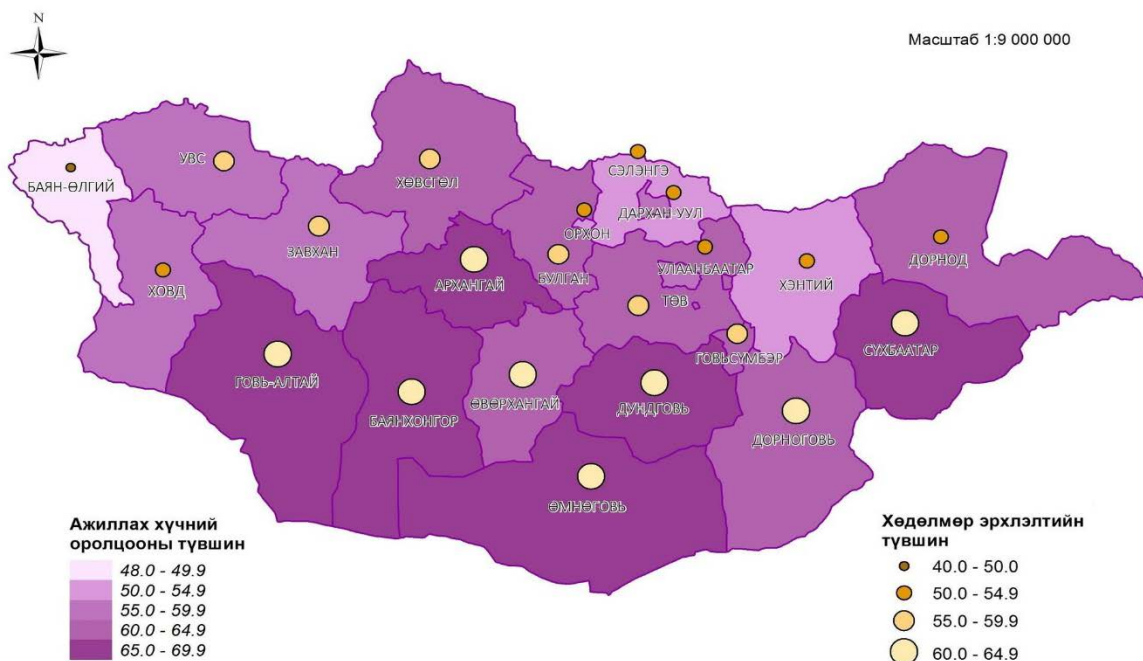 N
Масштаб 1:9 000 000
БАЯН-ӨЛГИЙ
УВС
ХӨВСГӨЛ
СЭЛЭНГЭ
ДАРХАН-УУЛ
ОРХОН
ЗАВХАН
ХОВД
АРХАНГАЙ
БУЛГАН
УЛААНБААТАР
ТӨВ
ХЭНТИЙ
ДОРНОД
ГОВЬСҮМБЭР
СҮХБААТАР
ГОВЬ-АЛТАЙ
БАЯНХОНГОР
ӨВӨРХАНГАЙ
ДУНДГОВЬ
ДОРНОГОВЬ
ӨМНӨГОВЬ
Ажиллах хүчний
оролцооны түвшин
48.0 - 49.9
50.0 - 54.9
55.0 - 59.9
60.0 - 64.9
65.0 - 69.9
Хөдөлмөр эрхлэлтийн
түвшин
40.0 - 50.0
50.0 - 54.9
55.0 - 59.9
60.0 - 64.9